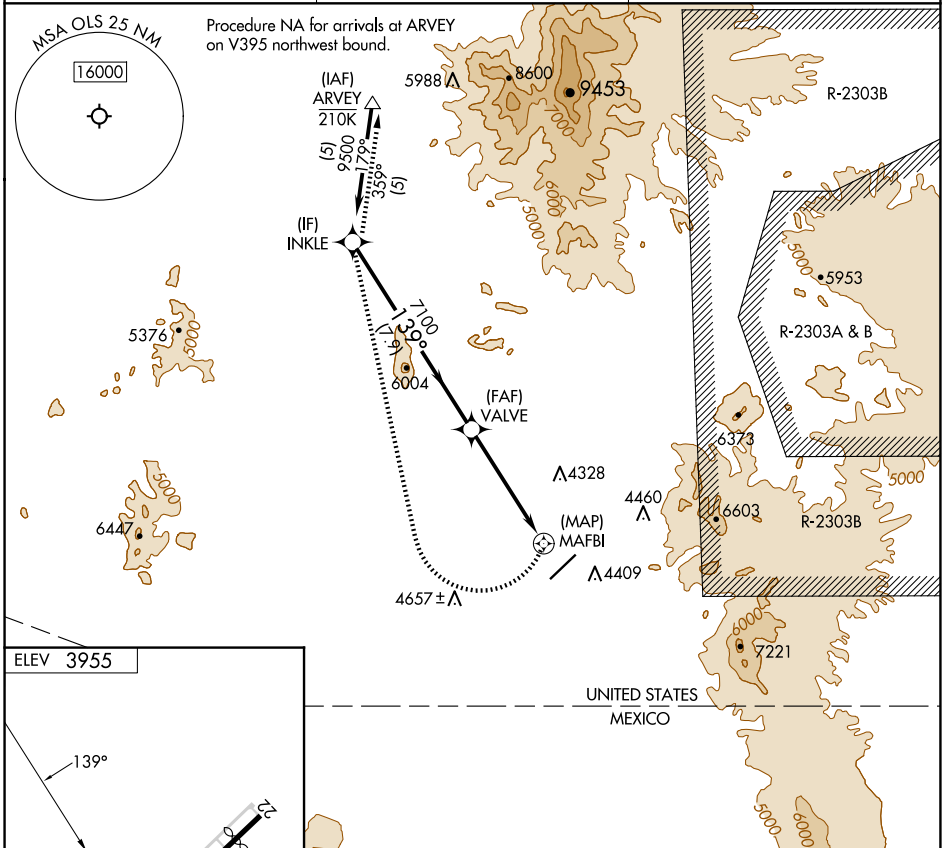 MSA OLS 25 NM
16000
Procedure NA for arrivals at ARVEY
on V395 northwest bound.
(IAF)
ARVEY
210K
9500
(5)
179°
359°
(5)
(IF)
INKLE
5988
8600
9453
7000
6000
5000
R-2303B
5000
5953
R-2303A & B
5376
5000
7100
139°
(7.9)
6004
(FAF)
VALVE
6373
5000
4328
4460
6603
R-2303B
5000
6447
(MAP)
MAFBI
4409
4657±
6000
7221
ELEV 3955
UNITED STATES
MEXICO
139°
22
5000
6000